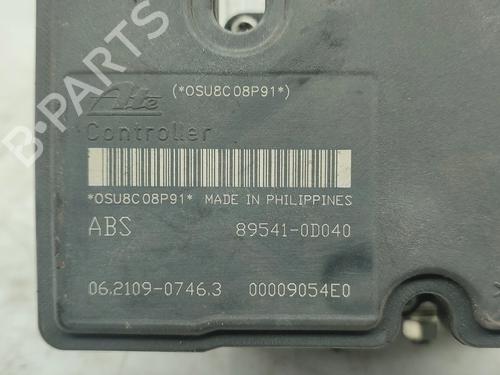 B-PARTS
(*OSU8C08P91*)
Ate
Controller
*OSU8C08P91* MADE IN PHILIPPINES
ABS 89541-0D040
06.2109-0746.3 00009054E0